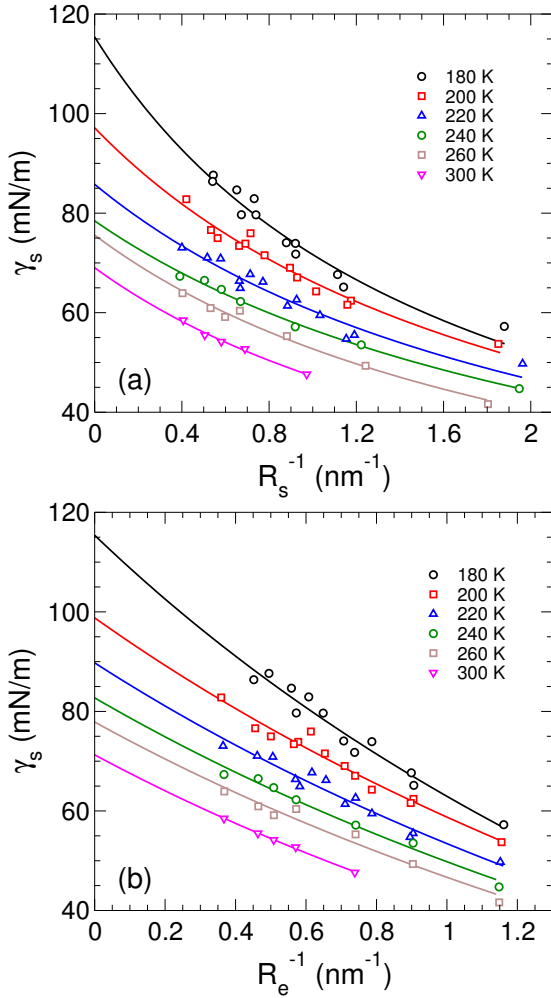 120
100
80
60
40
γs (mN/m)
180 K
200 K
220 K
240 K
260 K
300 K
(a)
0 0.4 0.8 1.2 1.6 2
Rs⁻¹ (nm⁻¹)
120
100
80
60
40
γs (mN/m)
180 K
200 K
220 K
240 K
260 K
300 K
(b)
0 0.2 0.4 0.6 0.8 1 1.2
Re⁻¹ (nm⁻¹)